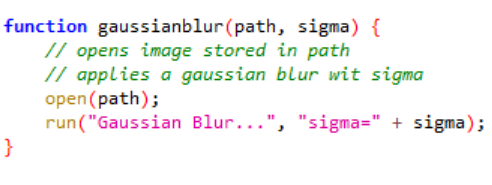 function gaussianblur(path, sigma) {
    // opens image stored in path
    // applies a gaussian blur wit sigma
    open(path);
    run("Gaussian Blur...", "sigma=" + sigma);
}